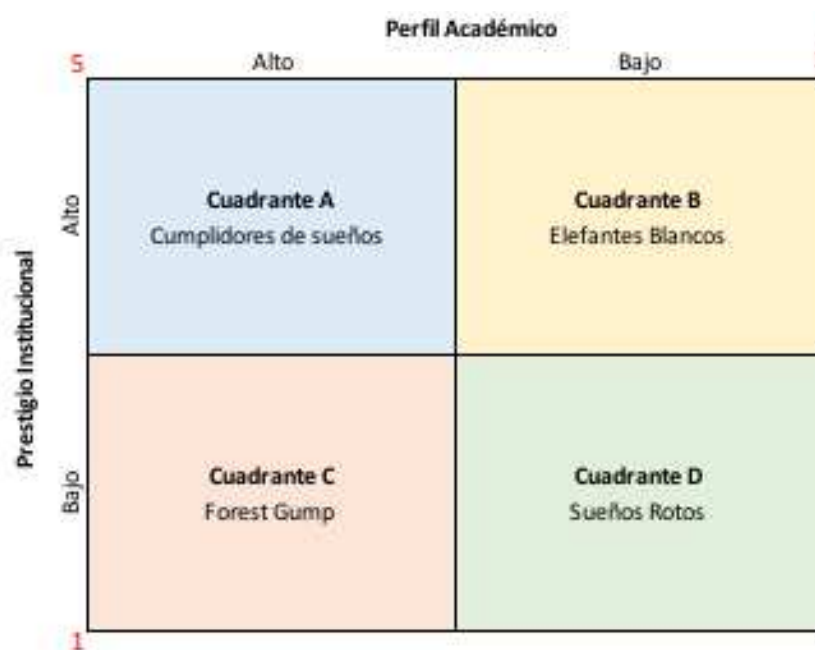 Perfil Académico
5
Alto
Bajo
Alto
Cuadrante A
Cumplidores de sueños
Cuadrante B
Elefantes Blancos
Prestigio Institucional
Bajo
Cuadrante C
Forest Gump
Cuadrante D
Sueños Rotos
1